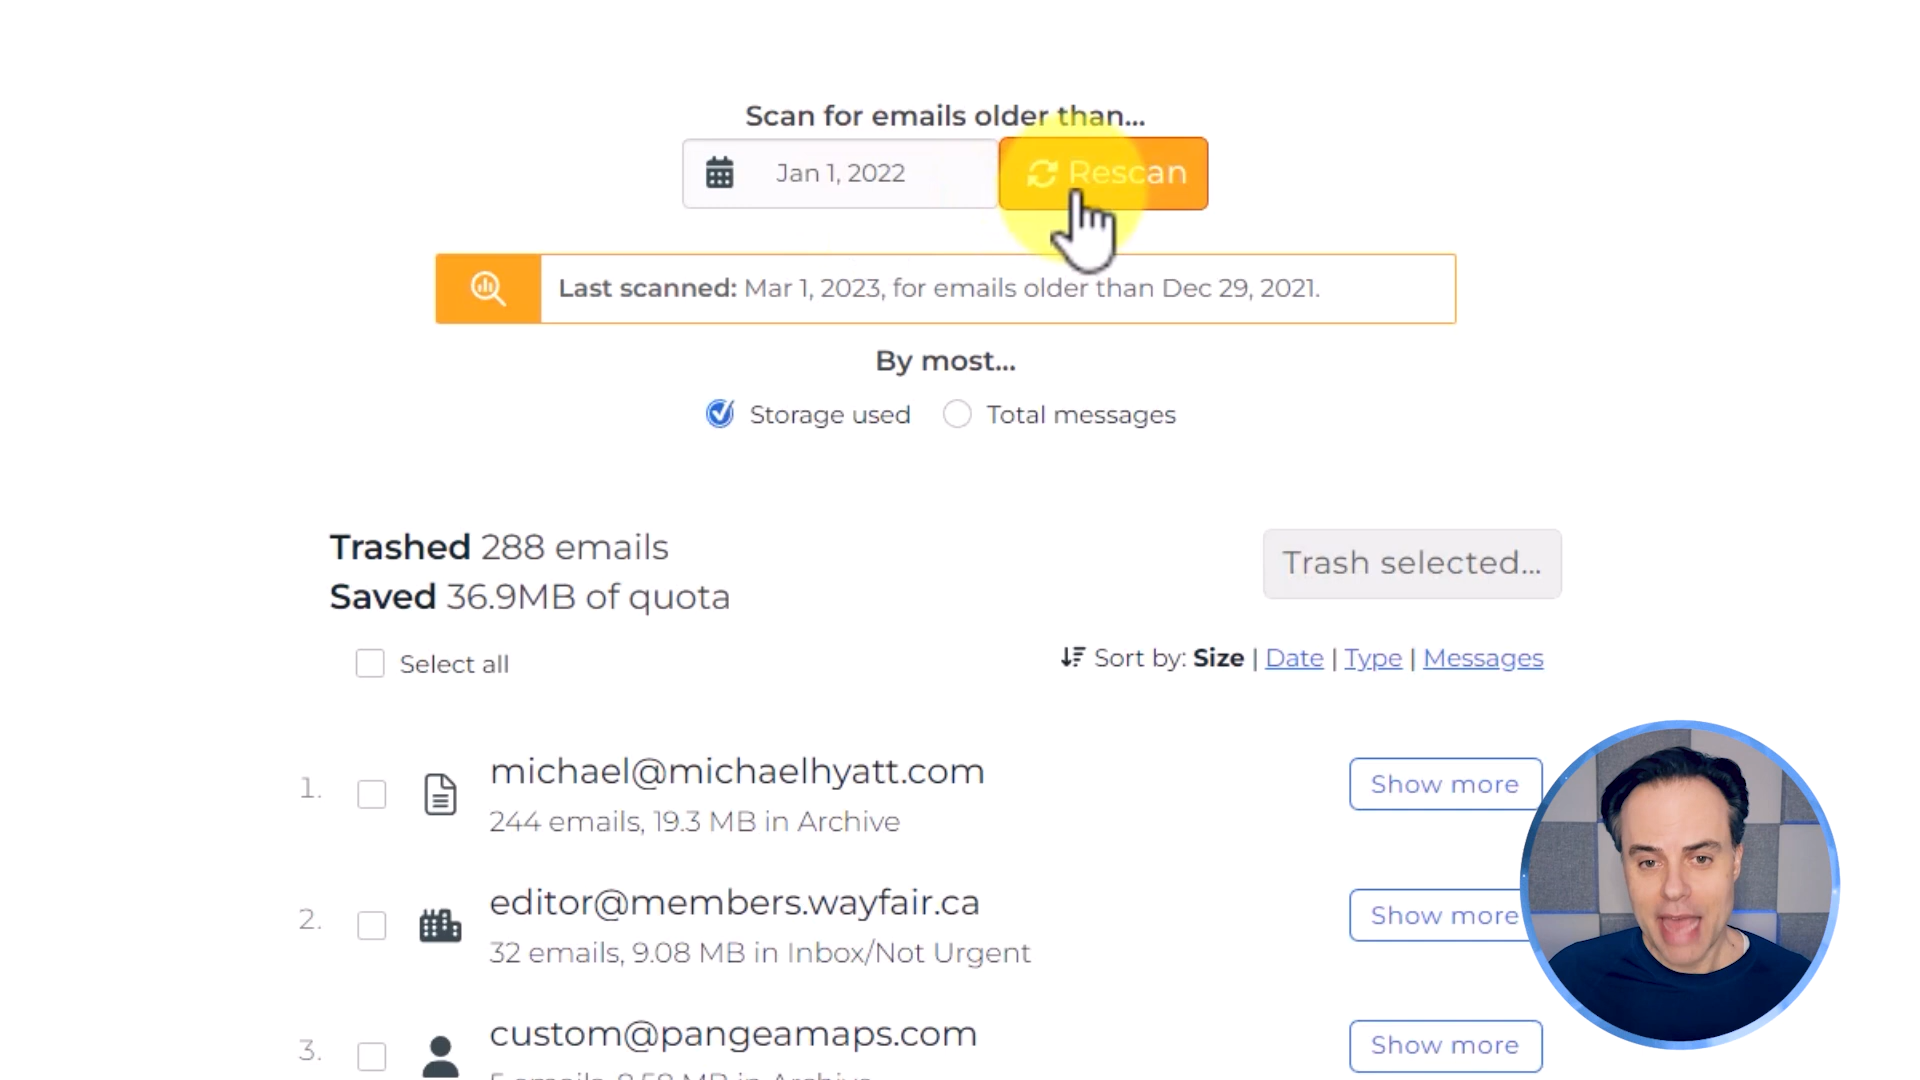 Scan for emails older than...
Jan 1, 2022
Rescan
Last scanned: Mar 1, 2023, for emails older than Dec 29, 2021.
By most...
Storage used
Total messages
Trashed 288 emails
Saved 36.9MB of quota
Trash selected...
Select all
Sort by: Size | Date | Type | Messages
1.
michael@michaelhyatt.com
244 emails, 19.3 MB in Archive
Show more
2.
editor@members.wayfair.ca
32 emails, 9.08 MB in Inbox/Not Urgent
Show more
3.
custom@pangeamaps.com
Show more